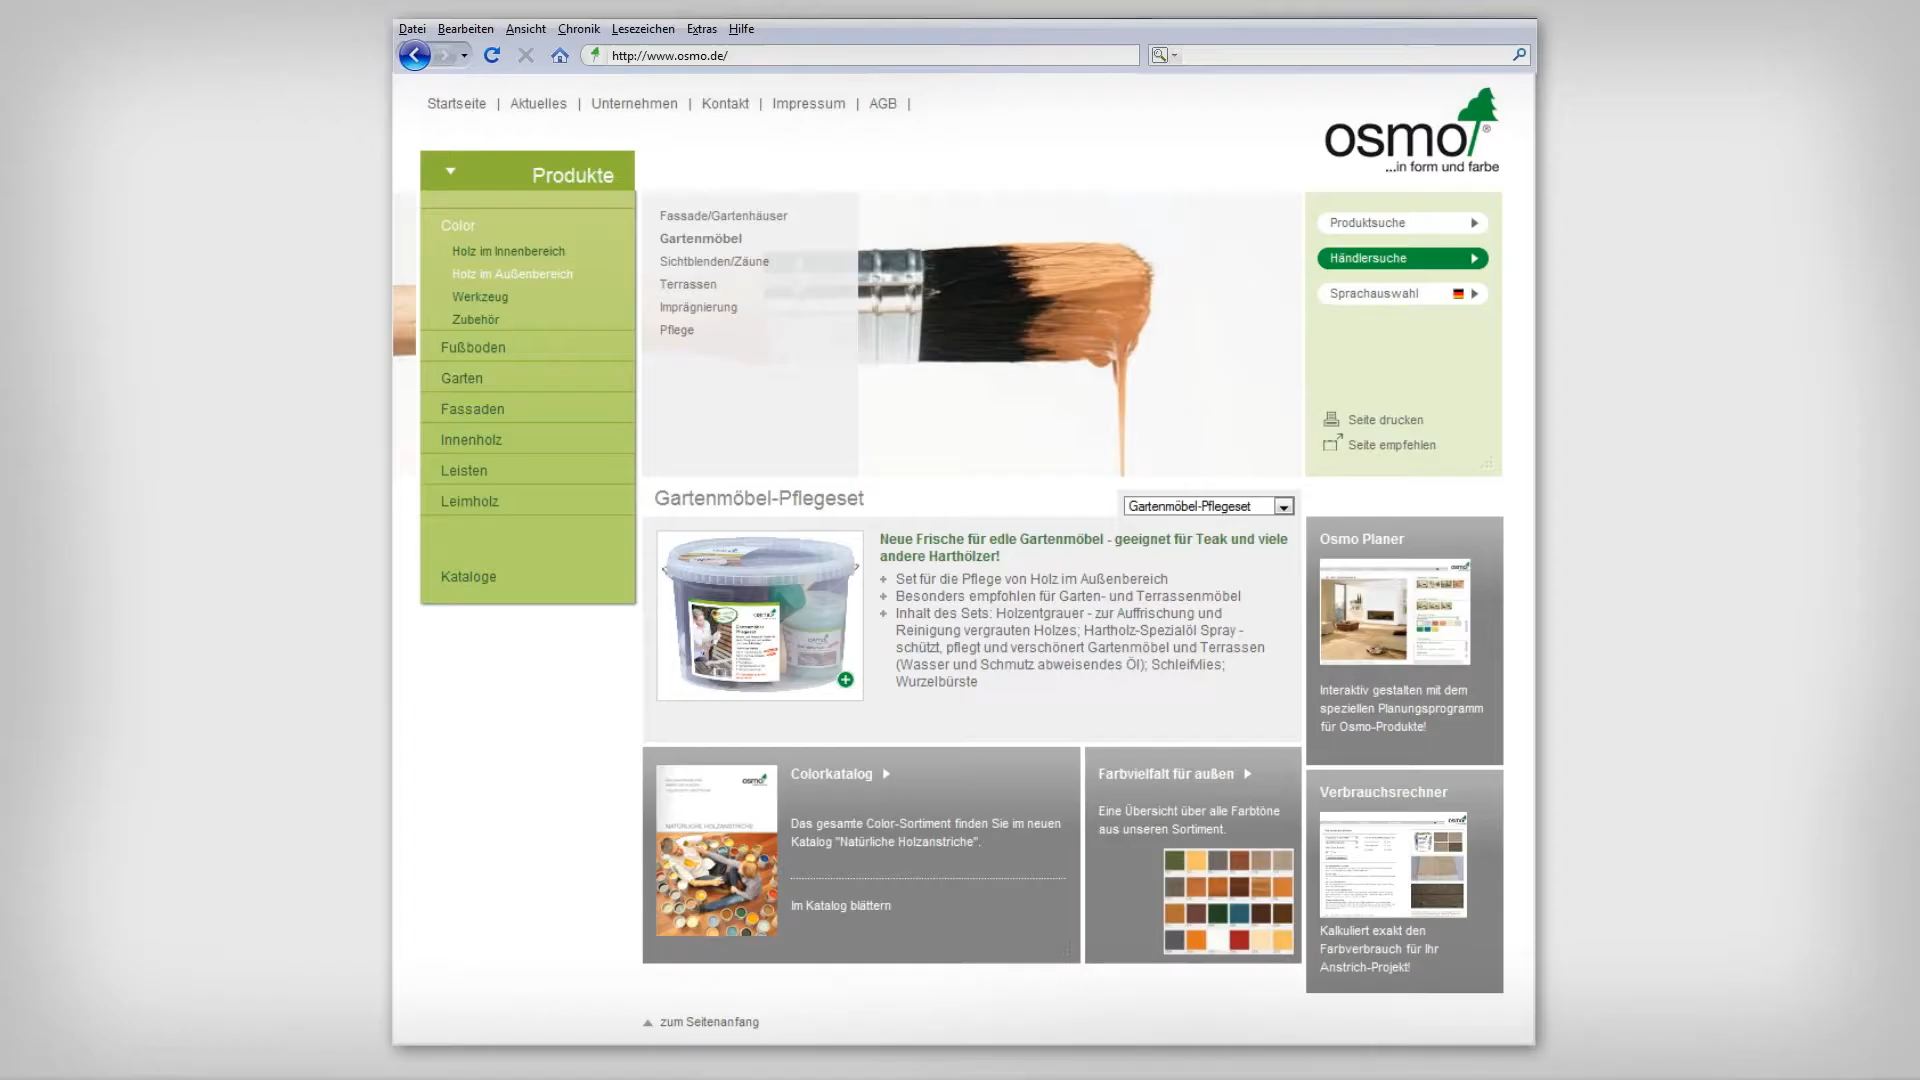 Datei Bearbeiten Ansicht Chronik Lesezeichen Extras Hilfe
http://www.osmo.de/
Startseite | Aktuelles | Unternehmen | Kontakt | Impressum | AGB |
osmo®
...in form und farbe
Produkte
Color
Holz im Innenbereich
Holz im Außenbereich
Werkzeug
Zubehör
Fußboden
Garten
Fassaden
Innenholz
Leisten
Leimholz
Kataloge
Fassade/Gartenhäuser
Gartenmöbel
Sichtblenden/Zäune
Terrassen
Imprägnierung
Pflege
Produktsuche
Händlersuche
Sprachauswahl
Seite drucken
Seite empfehlen
Gartenmöbel-Pflegeset
Gartenmöbel-Pflegeset
Neue Frische für edle Gartenmöbel - geeignet für Teak und viele
andere Harthölzer!
+ Set für die Pflege von Holz im Außenbereich
+ Besonders empfohlen für Garten- und Terrassenmöbel
+ Inhalt des Sets: Holzentgrauer - zur Auffrischung und
Reinigung vergrauten Holzes; Hartholz-Spezialöl Spray -
schützt, pflegt und verschönert Gartenmöbel und Terrassen
(Wasser und Schmutz abweisendes Öl); Schleifvlies;
Wurzelbürste
Osmo Planer
osmo
Interaktiv gestalten mit dem
speziellen Planungsprogramm
für Osmo-Produkte!
osmo
NATÜRLICHE HOLZANSTRICHE
Colorkatalog
Das gesamte Color-Sortiment finden Sie im neuen
Katalog "Natürliche Holzanstriche".
Im Katalog blättern
Farbvielfalt für außen
Eine Übersicht über alle Farbtöne
aus unseren Sortiment.
Verbrauchsrechner
osmo
Kalkuliert exakt den
Farbverbrauch für Ihr
Anstrich-Projekt!
zum Seitenanfang